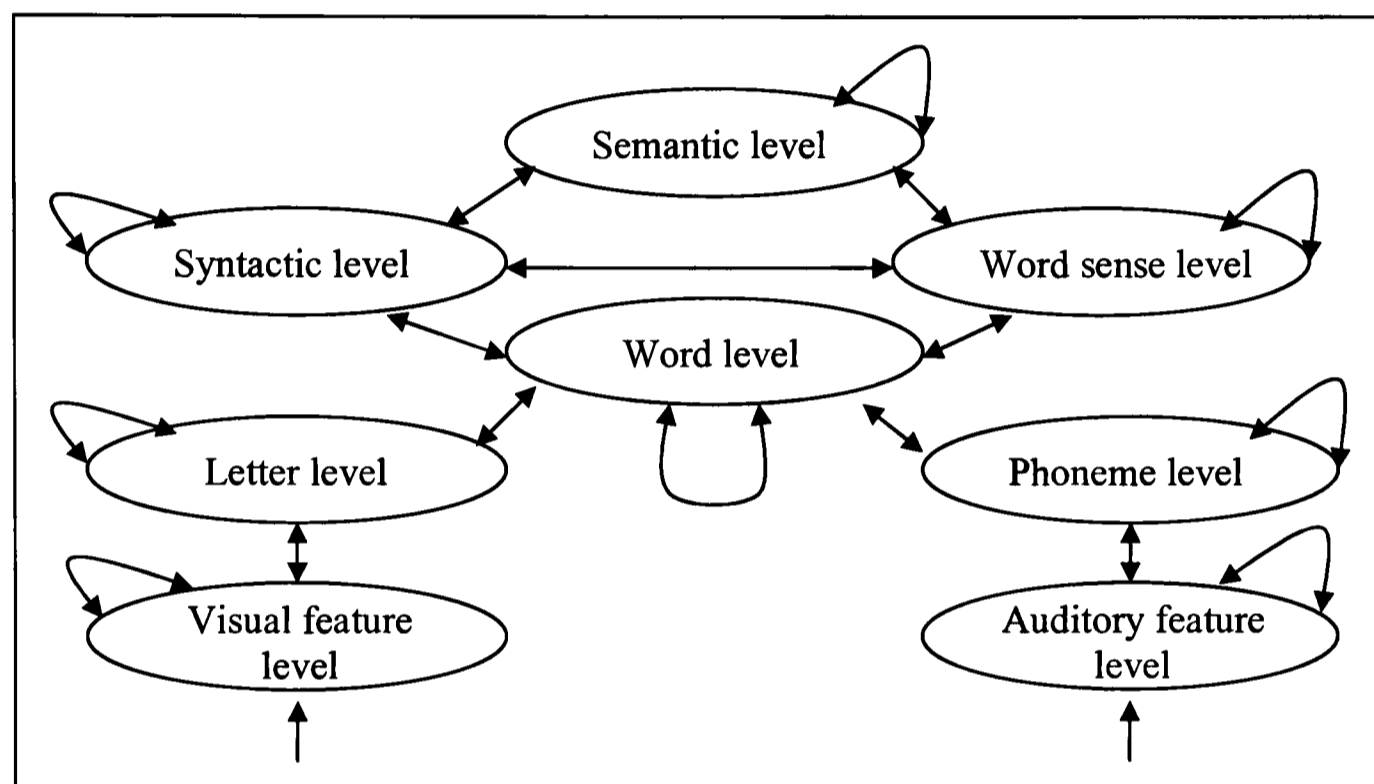 Semantic level
Syntactic level
Word sense level
Word level
Letter level
Phoneme level
Visual feature
level
Auditory feature
level